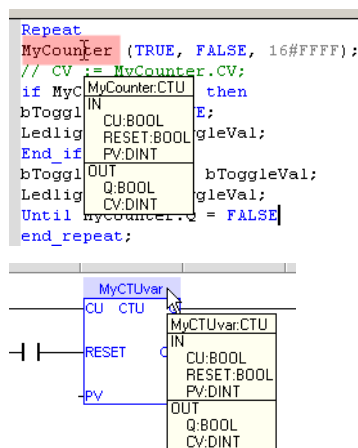 Repeat
MyCounter (TRUE, FALSE, 16#FFFF);
// CV := MyCounter.CV;
if MyC then
bToggl E;
Ledlig gleVal;
End_if
bToggl bToggleVal;
Ledlig gleVal;
Until MyCounter.Q = FALSE
end_repeat;
MyCounter:CTU
IN
CU:BOOL
RESET:BOOL
PV:DINT
OUT
Q:BOOL
CV:DINT
MyCTUvar
CU CTU Q
RESET C
PV
MyCTUvar:CTU
IN
CU:BOOL
RESET:BOOL
PV:DINT
OUT
Q:BOOL
CV:DINT